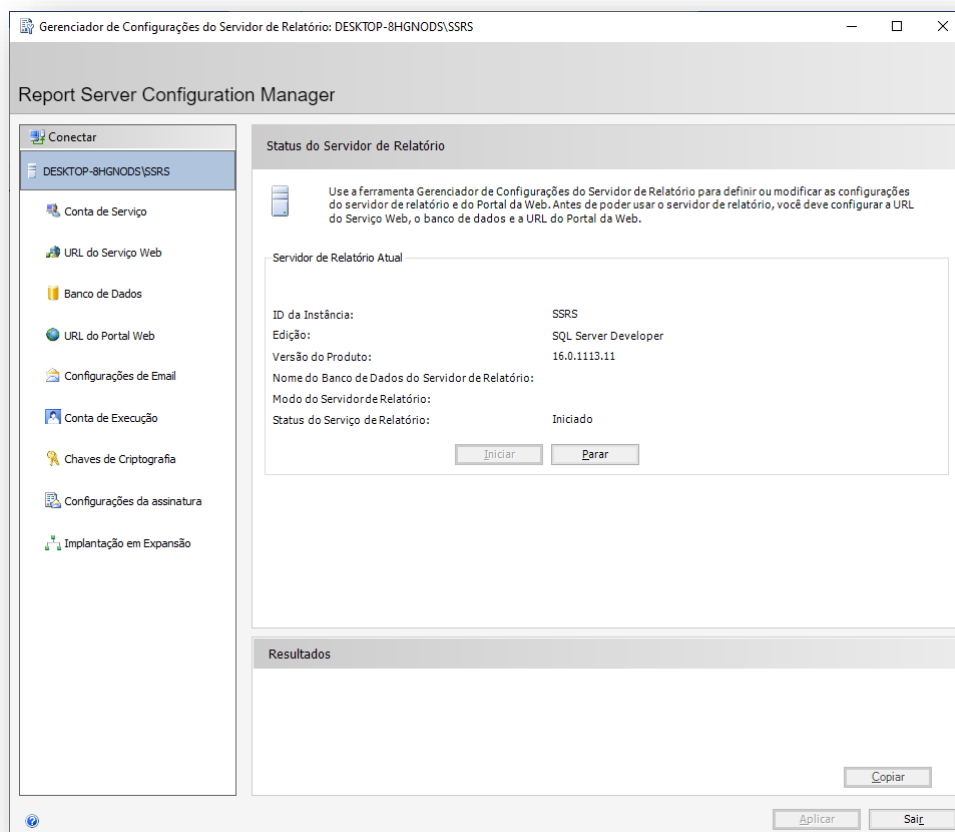 Gerenciador de Configurações do Servidor de Relatório: DESKTOP-8HGNODS\SSRS
Report Server Configuration Manager
Conectar
DESKTOP-8HGNODS\SSRS
Conta de Serviço
URL do Serviço Web
Banco de Dados
URL do Portal Web
Configurações de Email
Conta de Execução
Chaves de Criptografia
Configurações da assinatura
Implantação em Expansão
Status do Servidor de Relatório
Use a ferramenta Gerenciador de Configurações do Servidor de Relatório para definir ou modificar as configurações
do servidor de relatório e do Portal da Web. Antes de poder usar o servidor de relatório, você deve configurar a URL
do Serviço Web, o banco de dados e a URL do Portal da Web.
Servidor de Relatório Atual
ID da Instância: SSRS
Edição: SQL Server Developer
Versão do Produto: 16.0.1113.11
Nome do Banco de Dados do Servidor de Relatório:
Modo do Servidor de Relatório:
Status do Serviço de Relatório: Iniciado
Iniciar Parar
Resultados
Copiar
Aplicar Sair